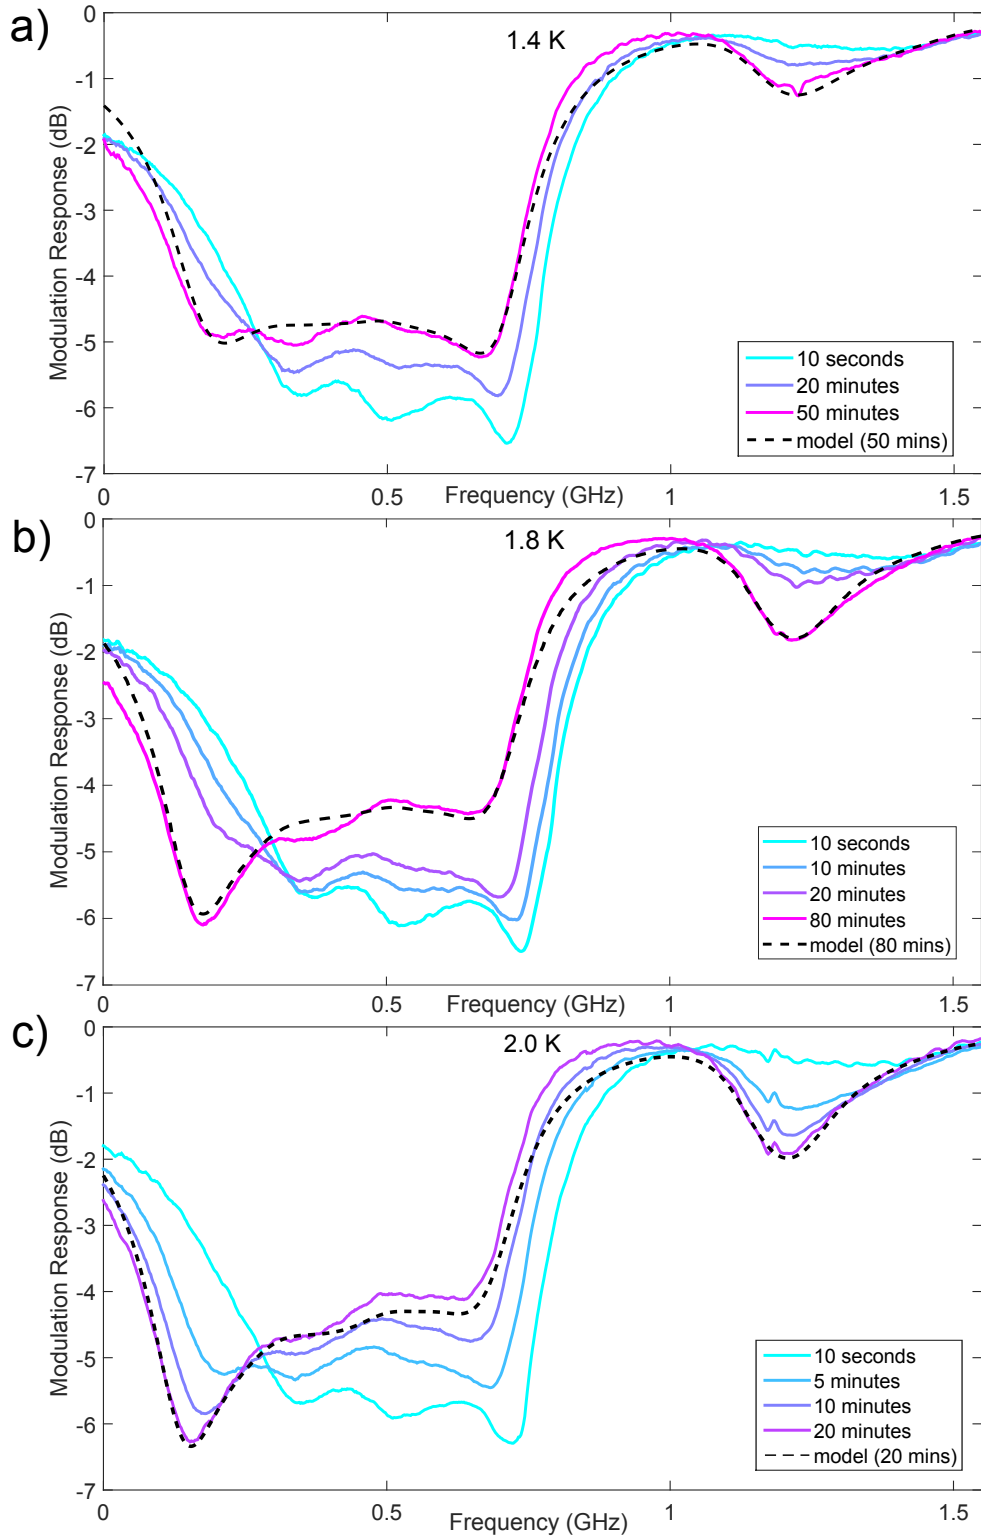 a)
1.4 K
Modulation Response (dB)
0
-1
-2
-3
-4
-5
-6
-7
10 seconds
20 minutes
50 minutes
model (50 mins)
0
0.5
1
1.5
Frequency (GHz)
b)
1.8 K
Modulation Response (dB)
0
-1
-2
-3
-4
-5
-6
-7
10 seconds
10 minutes
20 minutes
80 minutes
model (80 mins)
0
0.5
1
1.5
Frequency (GHz)
c)
2.0 K
Modulation Response (dB)
0
-1
-2
-3
-4
-5
-6
-7
10 seconds
5 minutes
10 minutes
20 minutes
model (20 mins)
0
0.5
1
1.5
Frequency (GHz)